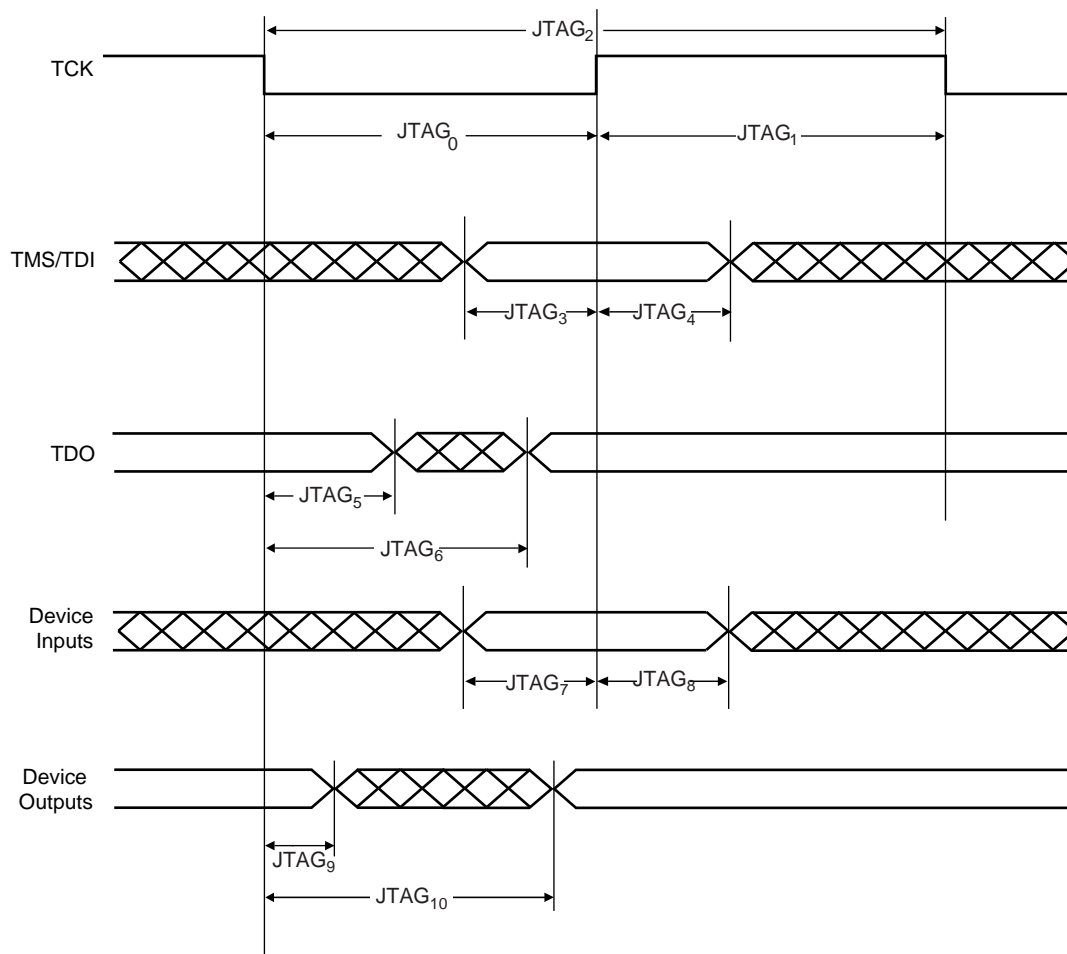 JTAG₂
TCK
JTAG₀
JTAG₁
TMS/TDI
JTAG₃
JTAG₄
TDO
JTAG₅
JTAG₆
Device
Inputs
JTAG₇
JTAG₈
Device
Outputs
JTAG₉
JTAG₁₀